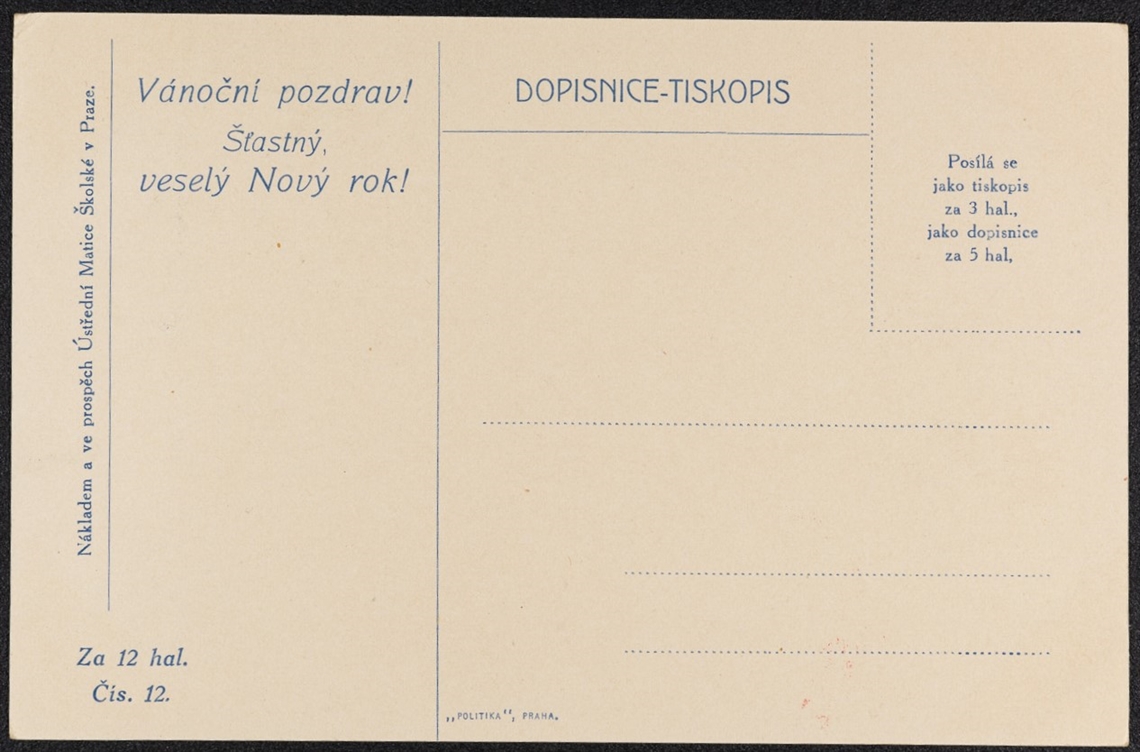 Nákladem a ve prospěch Ústřední Matice Školské v Praze.
Vánoční pozdrav!
Šťastný,
veselý Nový rok!
Za 12 hal.
Čís. 12.
DOPISNICE-TISKOPIS
Posílá se
jako tiskopis
za 3 hal.,
jako dopisnice
za 5 hal,
„POLITIKA“, PRAHA.